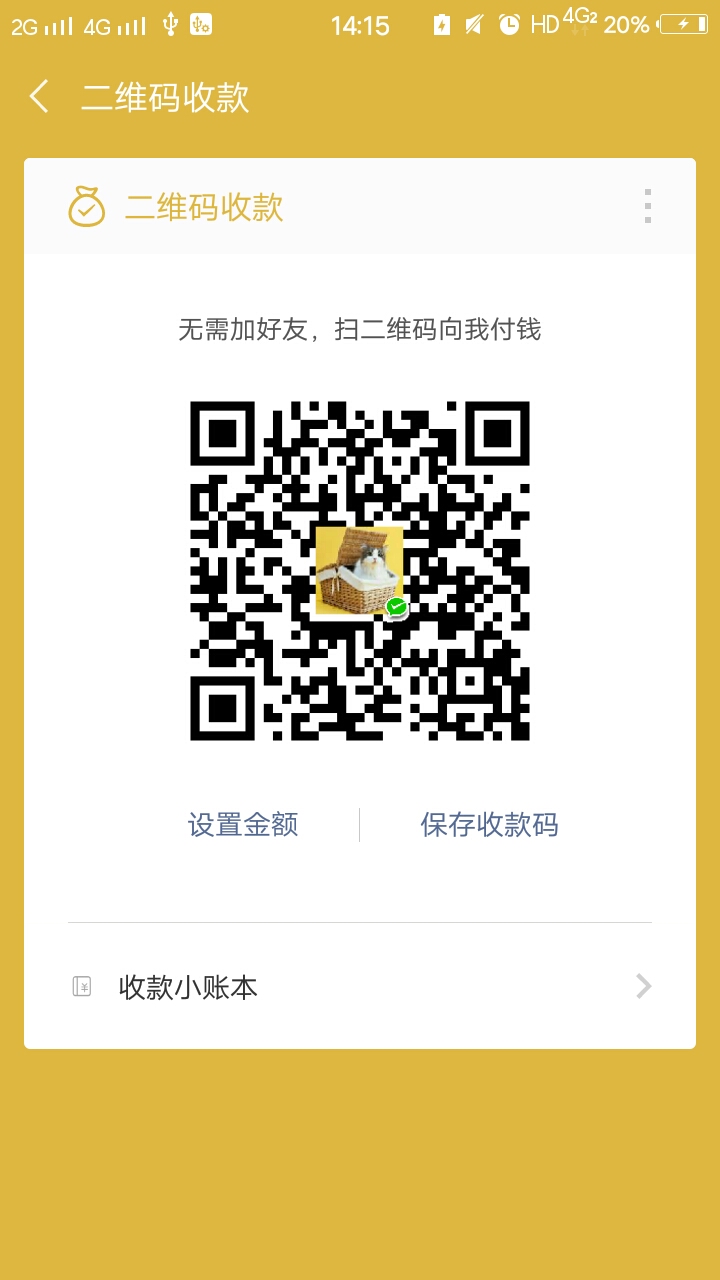 2G 4G 14:15 HD 4G2 20%
二维码收款
二维码收款
无需加好友，扫二维码向我付钱
设置金额 保存收款码
收款小账本